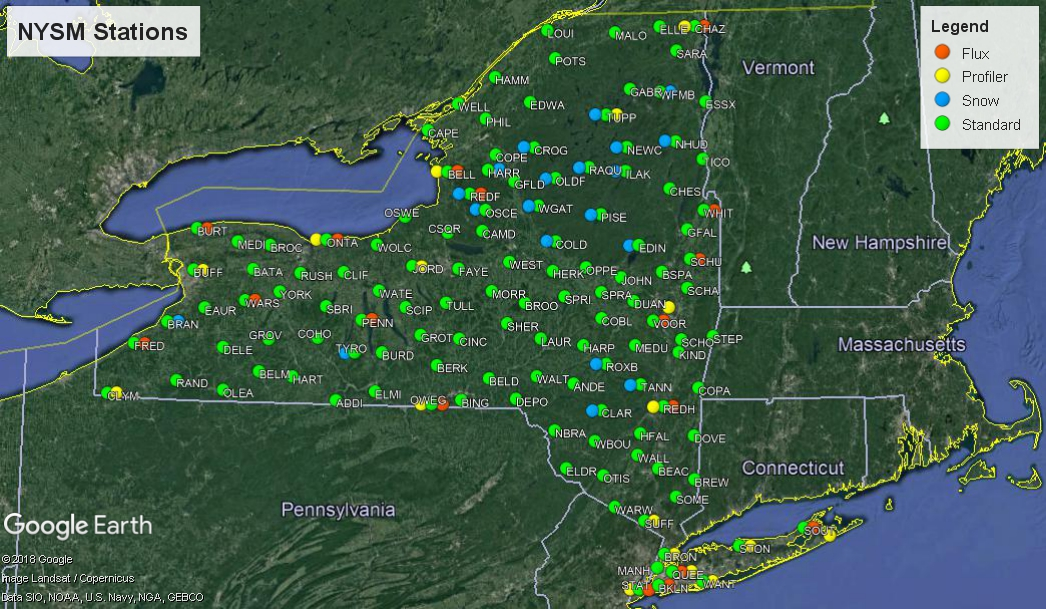 NYSM Stations
Legend
Flux
Profiler
Snow
Standard
Vermont
New Hampshire
Massachusetts
Connecticut
Pennsylvania
LOUI
MALO
ELLE
CHAZ
SARA
POTS
HAMM
GABR
WFMB
ESSX
WELL
EDWA
PHIL
TUPP
CAPE
CROG
NEWC
NHUD
COPE
TICO
BELL
HARR
GFLD
OLDF
RAQU
ILAK
CHES
REDF
OSCE
WGAT
PISE
WHIT
OSWE
CSQR
CAMD
COLD
EDIN
GFAL
BURT
MEDI
BROC
ONTA
WOLC
SCHU
BUFF
BATA
RUSH
CLIF
JORD
FAYE
WEST
HERK
OPPE
JOHN
BSPA
EAUR
WARS
YORK
SBRI
WATE
SCIP
TULL
MORR
BROO
SPRI
SPRA
DUAN
SCHA
BRAN
PENN
SHER
COBL
VOOR
FRED
DELE
GROV
COHO
TYRO
BURD
GROT
CINC
LAUR
HARP
MEDU
SCHO
KIND
STEP
BERK
ROXB
RAND
OLEA
BELM
HART
BELD
WALT
ANDE
TANN
COPA
CLYM
ADDI
ELMI
OWEG
BING
DEPO
CLAR
REDH
NBRA
WBOU
HFAL
DOVE
WALL
ELDR
OTIS
BEAC
BREW
SOME
WARW
SUFF
SOUT
STON
BRON
MANH
QUEE
STAT
BKLN
WANT
Google Earth
©2018 Google
Image Landsat / Copernicus
Data SIO, NOAA, U.S. Navy, NGA, GEBCO